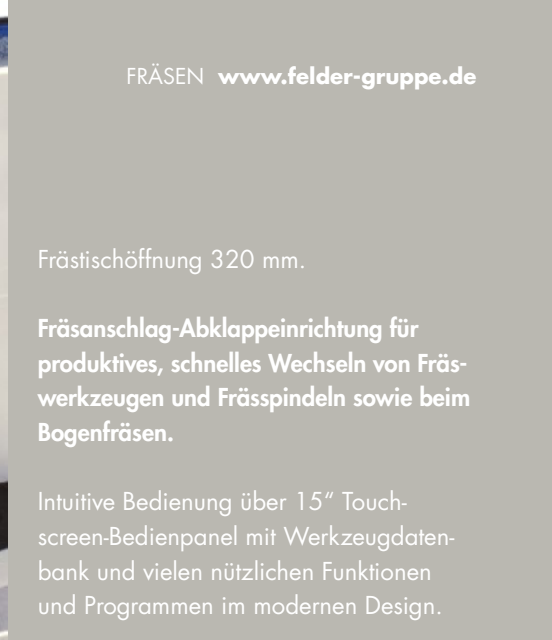 FRÄSEN www.felder-gruppe.de
Frästischöffnung 320 mm.
Fräsanschlag-Abklappeinrichtung für
produktives, schnelles Wechseln von Fräs-
werkzeugen und Frässpindeln sowie beim
Bogenfräsen.
Intuitive Bedienung über 15“ Touch-
screen-Bedienpanel mit Werkzeugdaten-
bank und vielen nützlichen Funktionen
und Programmen im modernen Design.